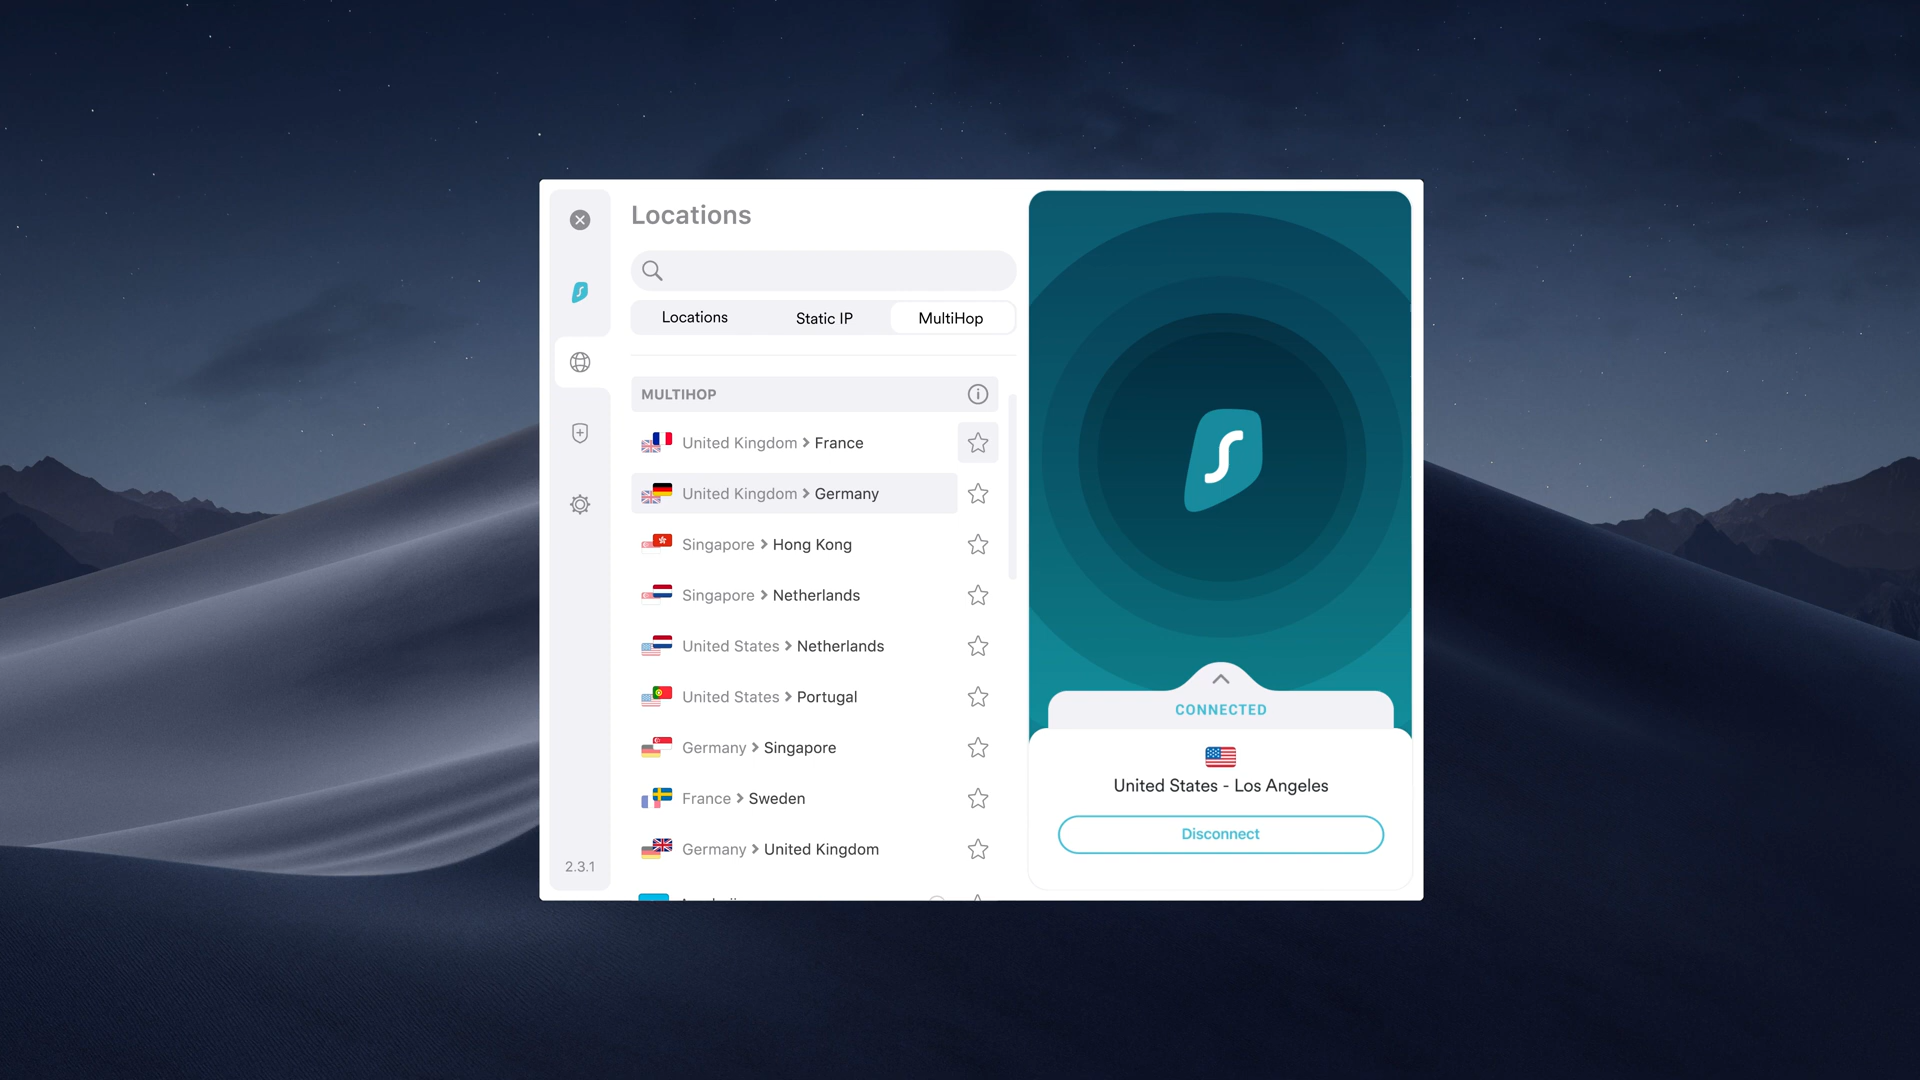 Locations
Locations Static IP MultiHop
MULTIHOP
United Kingdom > France
United Kingdom > Germany
Singapore > Hong Kong
Singapore > Netherlands
United States > Netherlands
United States > Portugal
Germany > Singapore
France > Sweden
Germany > United Kingdom
2.3.1
CONNECTED
United States - Los Angeles
Disconnect